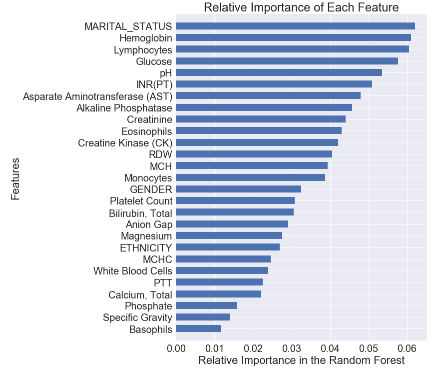 Relative Importance of Each Feature
MARITAL_STATUS
Hemoglobin
Lymphocytes
Glucose
pH
INR(PT)
Asparate Aminotransferase (AST)
Alkaline Phosphatase
Creatinine
Eosinophils
Creatine Kinase (CK)
RDW
MCH
Monocytes
GENDER
Platelet Count
Bilirubin, Total
Anion Gap
Magnesium
ETHNICITY
MCHC
White Blood Cells
PTT
Calcium, Total
Phosphate
Specific Gravity
Basophils
Features
0.00 0.01 0.02 0.03 0.04 0.05 0.06
Relative Importance in the Random Forest